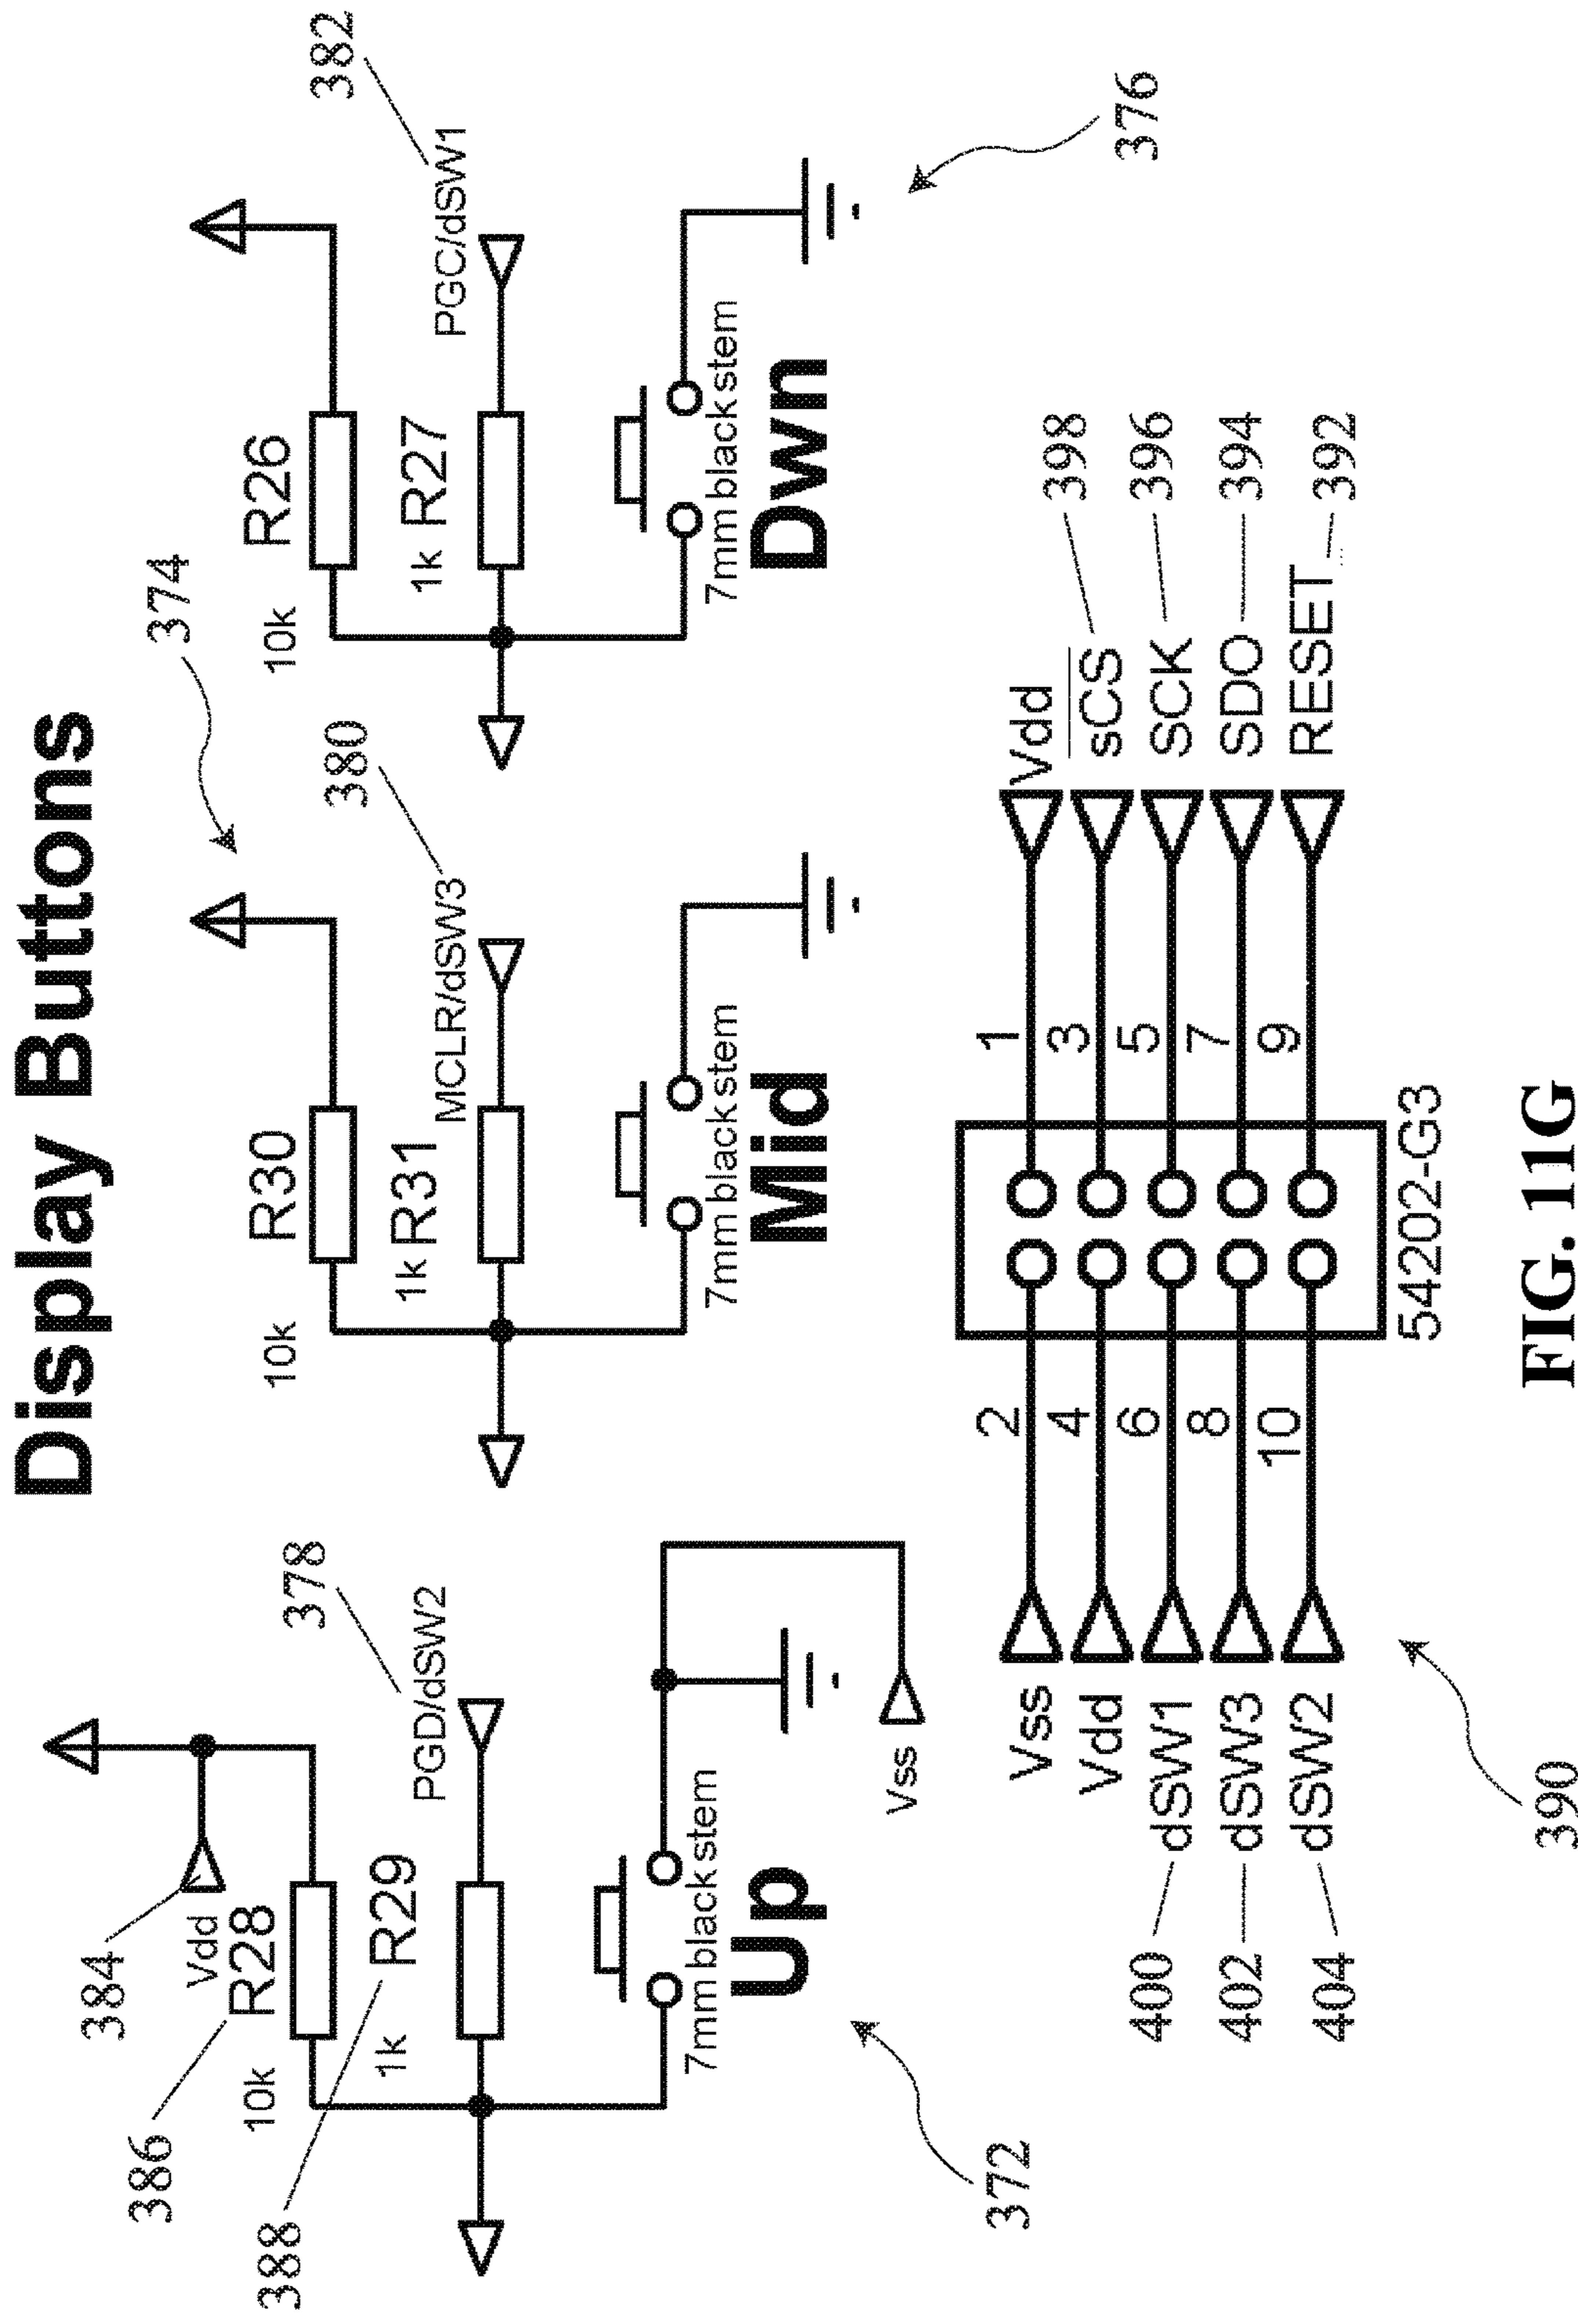 Display Buttons
384
Vdd
386
R28
10k
388
R29
1k
378
PGD/dSW2
7mm black stem
Up
Vss
372
374
R30
10k
380
MCLR/dSW3
1k R31
7mm black stem
Mid
R26
10k
382
PGC/dSW1
1k R27
7mm black stem
Dwn
376
Vss 2 1 Vdd
Vdd 4 3 sCS 398
400 dSW1 6 5 SCK 396
402 dSW3 8 7 SDO 394
404 dSW2 10 9 RESET 392
54202-G3
390
FIG. 11G